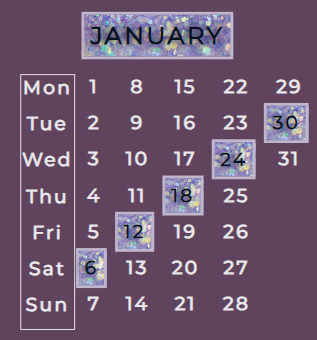 JANUARY
Mon 1 8 15 22 29
Tue 2 9 16 23 30
Wed 3 10 17 24 31
Thu 4 11 18 25
Fri 5 12 19 26
Sat 6 13 20 27
Sun 7 14 21 28